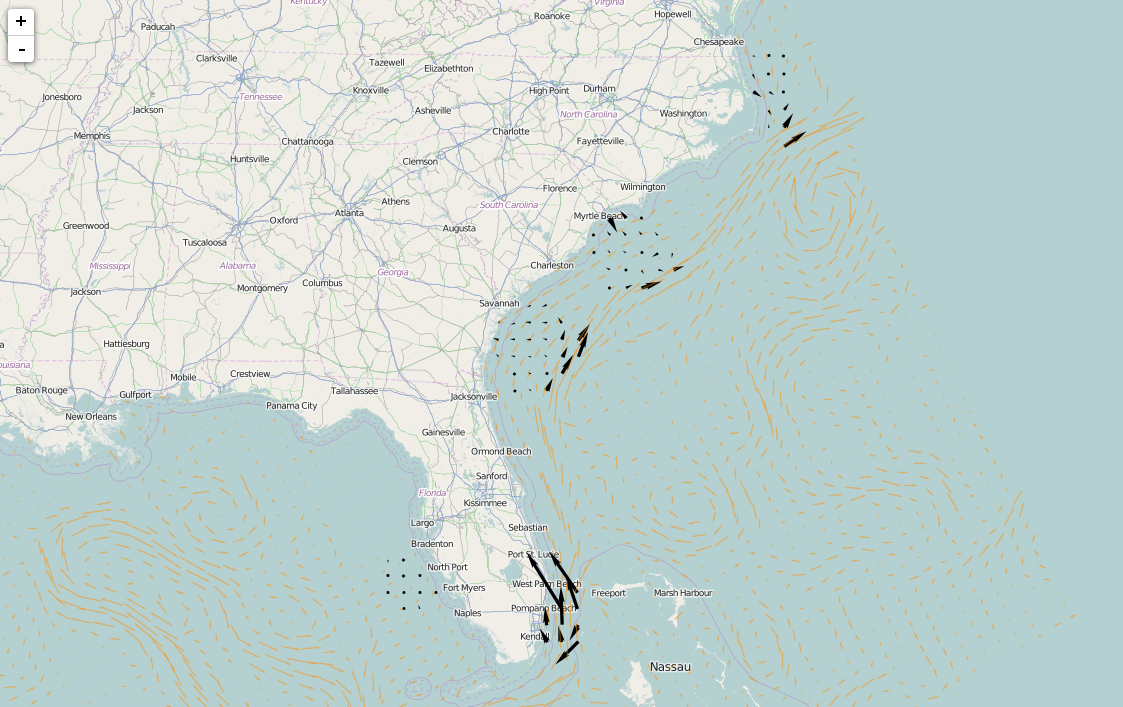 Kentucky
Virginia
+
Roanoke
Hopewell
Paducah
Chesapeake
-
Clarksville
Tazewell
Elizabethton
Knoxville
High Point
Durham
Jonesboro
Tennessee
Jackson
Asheville
North Carolina
Washington
Memphis
Charlotte
Chattanooga
Fayetteville
Huntsville
Clemson
Florence
Wilmington
Oxford
Athens
South Carolina
Atlanta
Myrtle Beach
Greenwood
Augusta
Tuscaloosa
Mississippi
Alabama
Georgia
Charleston
Columbus
Jackson
Montgomery
Savannah
a
Hattiesburg
ouisiana
Mobile
Crestview
Baton Rouge
Gulfport
Tallahassee
Jacksonville
Panama City
New Orleans
Gainesville
Ormond Beach
Sanford
Florida
Kissimmee
Largo
Sebastian
Bradenton
Port St. Lucie
North Port
West Palm Beach
Fort Myers
Freeport
Marsh Harbour
Naples
Pompano Beach
Kendall
Nassau